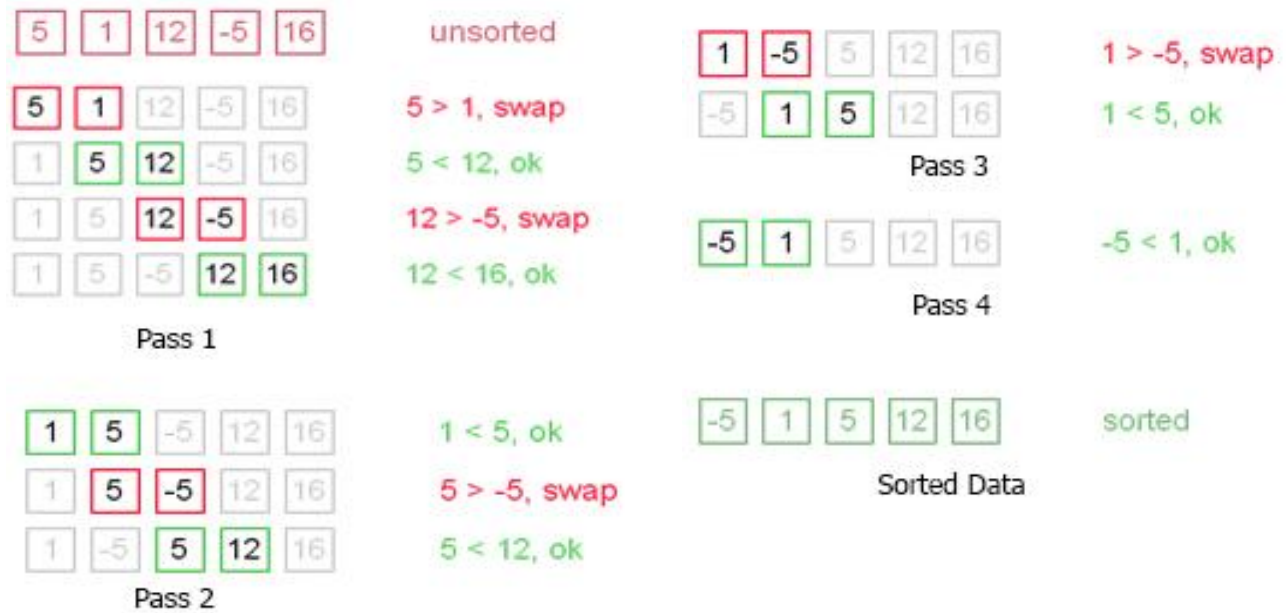 5 1 12 -5 16 unsorted
5 1 12 -5 16 5 > 1, swap
1 5 12 -5 16 5 < 12, ok
1 5 12 -5 16 12 > -5, swap
1 5 -5 12 16 12 < 16, ok
Pass 1
1 5 -5 12 16 1 < 5, ok
1 5 -5 12 16 5 > -5, swap
1 -5 5 12 16 5 < 12, ok
Pass 2
1 -5 5 12 16 1 > -5, swap
-5 1 5 12 16 1 < 5, ok
Pass 3
-5 1 5 12 16 -5 < 1, ok
Pass 4
-5 1 5 12 16 sorted
Sorted Data